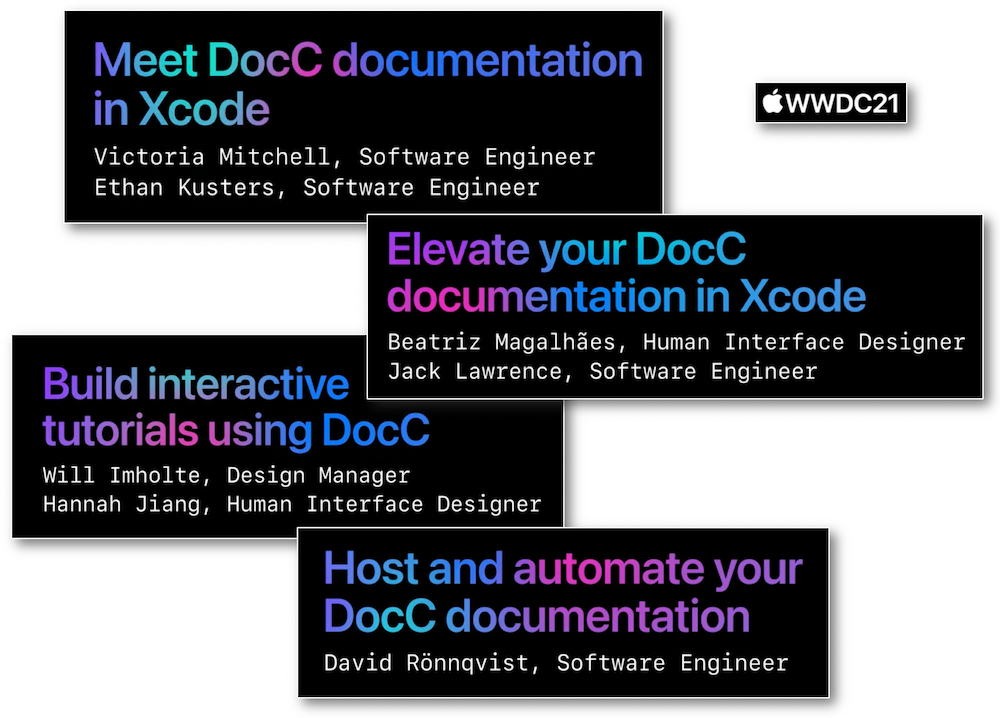 Meet DocC documentation
in Xcode
Victoria Mitchell, Software Engineer
Ethan Kusters, Software Engineer
WWDC21
Elevate your DocC
documentation in Xcode
Beatriz Magalhães, Human Interface Designer
Jack Lawrence, Software Engineer
Build interactive
tutorials using DocC
Will Imholte, Design Manager
Hannah Jiang, Human Interface Designer
Host and automate your
DocC documentation
David Rönnqvist, Software Engineer